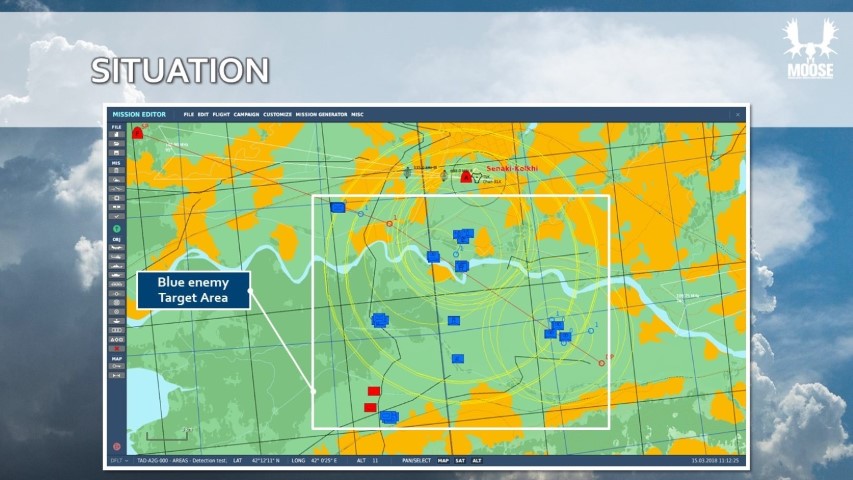 SITUATION
MOOSE
MISSION EDITOR FILE EDIT FLIGHT CAMPAIGN CUSTOMIZE MISSION GENERATOR MISC
FILE
MIS
OBJ
MAP
Senaki-Kolkhi
Blue enemy
Target Area
TAD-A2G-000 - AREAS - Detection test. LAT 42°12'11" N LONG 42° 0'25" E ALT 11 PAN/SELECT MAP SAT ALT 15.03.2018 11:12:25